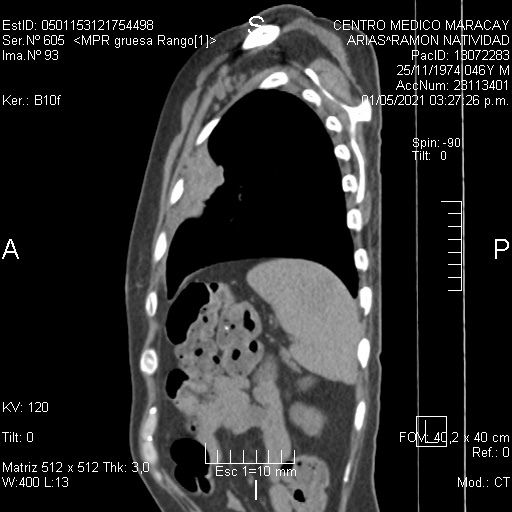 EstID: 0501153121754498
Ser.Nº 605 <MPR gruesa Rango[1]>
Ima.Nº 93
Ker.: B10f
S
CENTRO MEDICO MARACAY
ARIAS^RAMON NATIVIDAD
PacID: 13072283
25/11/1974 046Y M
AccNum: 23113401
01/05/2021 03:27:26 p.m.
Spin: -90
Tilt: 0
A
P
KV: 120
Tilt: 0
Matriz 512 x 512 Thk: 3,0
W:400 L:13
Esc 1=10 mm
I
FOV: 40,2 x 40 cm
Ref.: 0
Mod.: CT